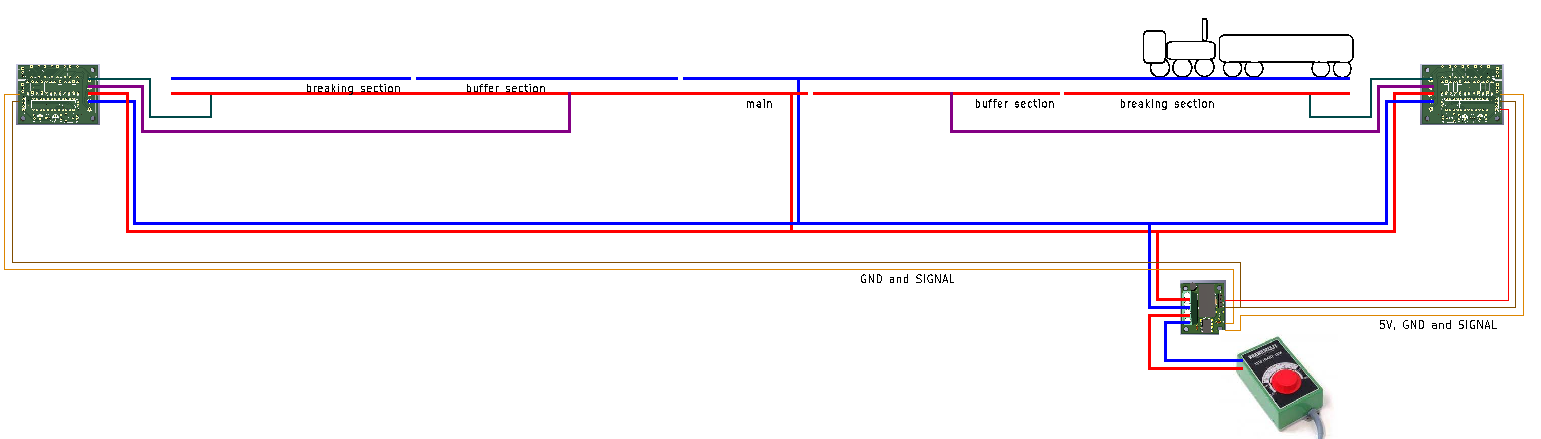 breaking section
buffer section
main
buffer section
breaking section
GND and SIGNAL
5V, GND and SIGNAL